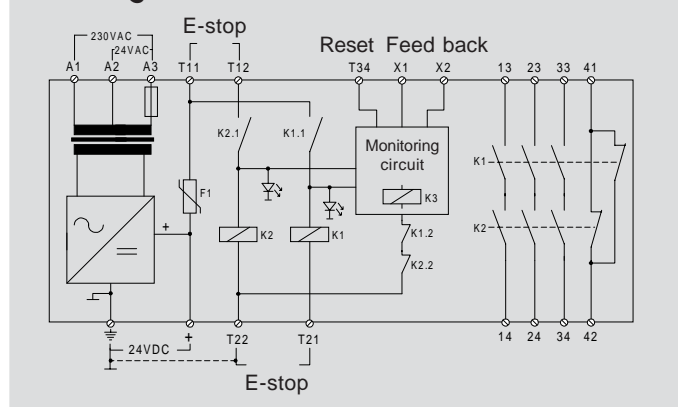 E-stop
230VAC
24VAC
Reset Feed back
A1 A2 A3 T11 T12 T34 X1 X2 13 23 33 41
K2.1 K1.1
Monitoring
circuit
K1
F1
K3
+
K2 K1
K1.2
K2
K2.2
+
T22 T21 14 24 34 42
24VDC
E-stop